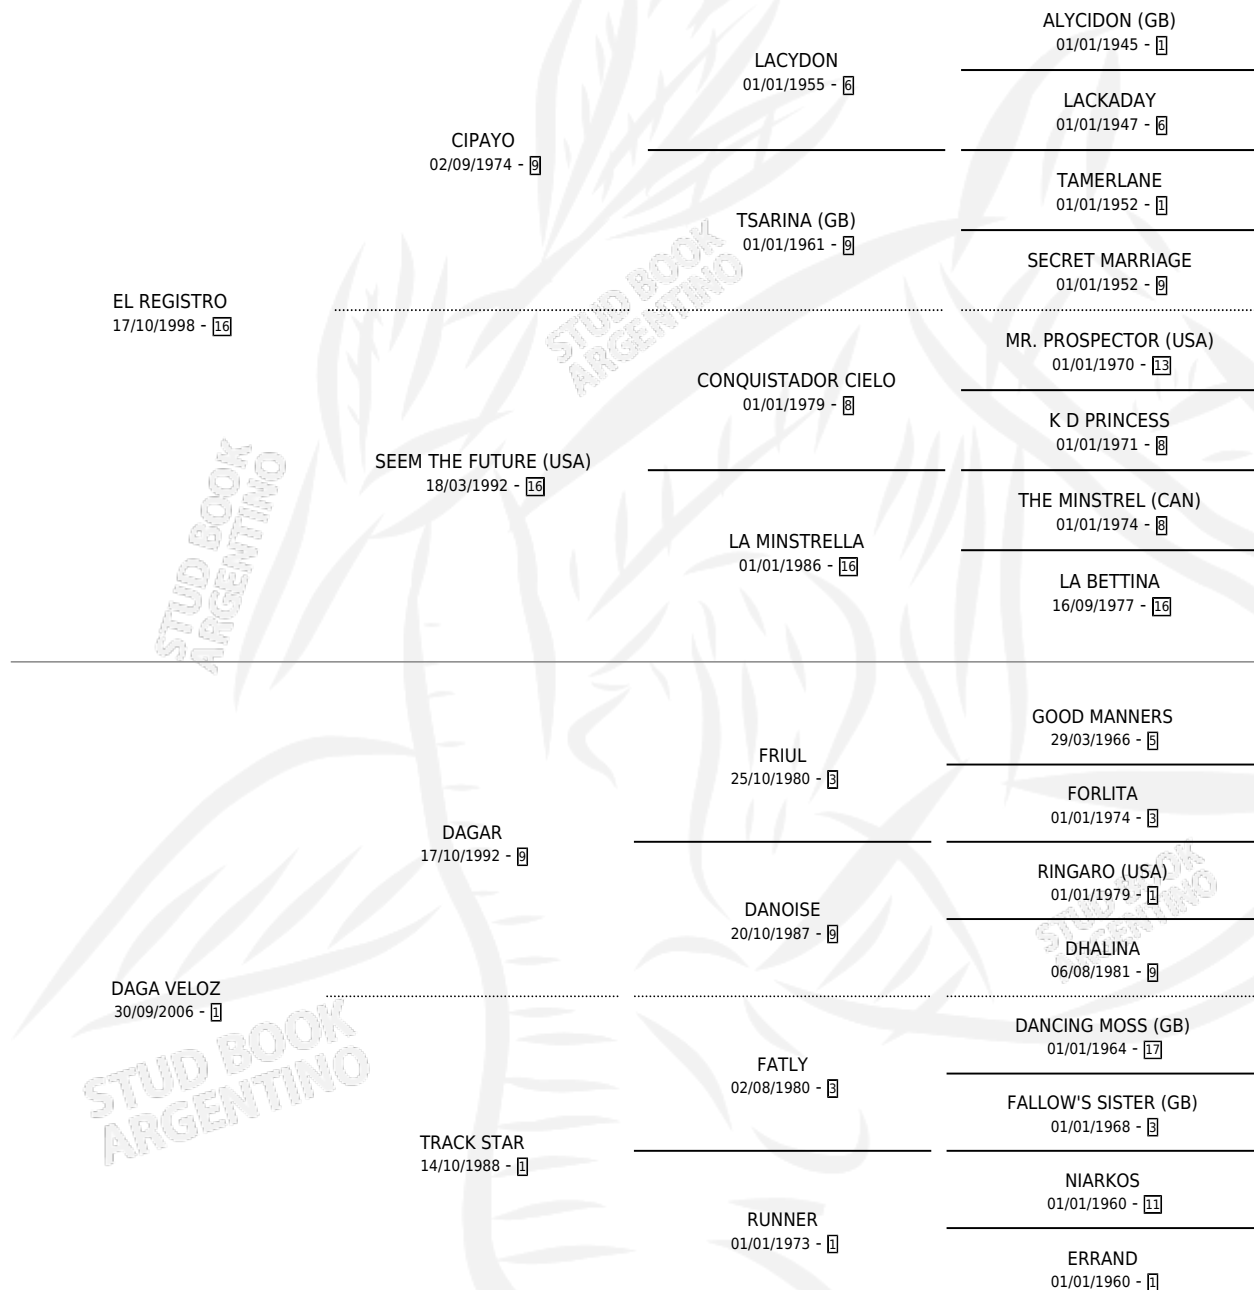 ALYCIDON (GB)
01/01/1945 - 1
LACYDON
01/01/1955 - 6
LACKADAY
01/01/1947 - 6
CIPAYO
02/09/1974 - 9
TAMERLANE
01/01/1952 - 1
TSARINA (GB)
01/01/1961 - 9
SECRET MARRIAGE
01/01/1952 - 9
EL REGISTRO
17/10/1998 - 16
MR. PROSPECTOR (USA)
01/01/1970 - 13
CONQUISTADOR CIELO
01/01/1979 - 8
K D PRINCESS
01/01/1971 - 8
SEEM THE FUTURE (USA)
18/03/1992 - 16
THE MINSTREL (CAN)
01/01/1974 - 8
LA MINSTRELLA
01/01/1986 - 16
LA BETTINA
16/09/1977 - 16
GOOD MANNERS
29/03/1966 - 5
FRIUL
25/10/1980 - 3
FORLITA
01/01/1974 - 3
DAGAR
17/10/1992 - 9
RINGARO (USA)
01/01/1979 - 1
DANOISE
20/10/1987 - 9
DHALINA
06/08/1981 - 9
DAGA VELOZ
30/09/2006 - 1
DANCING MOSS (GB)
01/01/1964 - 17
FATLY
02/08/1980 - 3
FALLOW'S SISTER (GB)
01/01/1968 - 3
TRACK STAR
14/10/1988 - 1
NIARKOS
01/01/1960 - 11
RUNNER
01/01/1973 - 1
ERRAND
01/01/1960 - 1
STUD BOOK
ARGENTINO
STUD BOOK
ARGENTINO
STUD BOOK
ARGENTINO
STUD BOOK
ARGENTINO